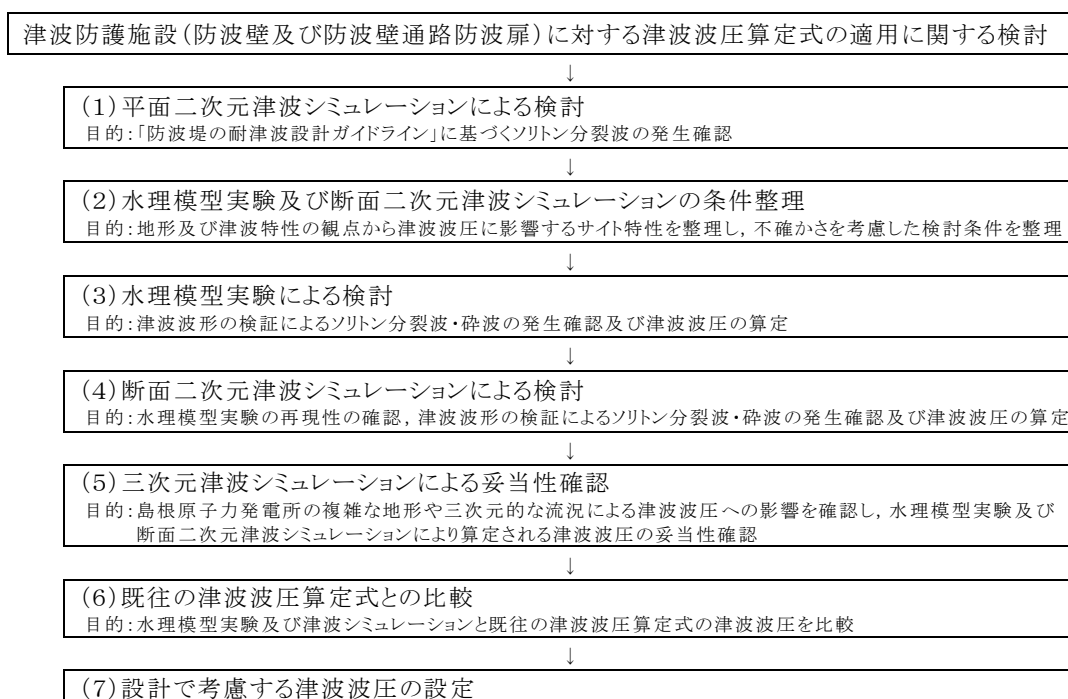 津波防護施設(防波壁及び防波壁通路防波扉)に対する津波波圧算定式の適用に関する検討
↓
(1)平面二次元津波シミュレーションによる検討
目的:「防波堤の耐津波設計ガイドライン」に基づくソリトン分裂波の発生確認
↓
(2)水理模型実験及び断面二次元津波シミュレーションの条件整理
目的:地形及び津波特性の観点から津波波圧に影響するサイト特性を整理し,不確かさを考慮した検討条件を整理
↓
(3)水理模型実験による検討
目的:津波波形の検証によるソリトン分裂波・砕波の発生確認及び津波波圧の算定
↓
(4)断面二次元津波シミュレーションによる検討
目的:水理模型実験の再現性の確認,津波波形の検証によるソリトン分裂波・砕波の発生確認及び津波波圧の算定
↓
(5)三次元津波シミュレーションによる妥当性確認
目的:島根原子力発電所の複雑な地形や三次元的な流況による津波波圧への影響を確認し,水理模型実験及び
断面二次元津波シミュレーションにより算定される津波波圧の妥当性確認
↓
(6)既往の津波波圧算定式との比較
目的:水理模型実験及び津波シミュレーションと既往の津波波圧算定式の津波波圧を比較
↓
(7)設計で考慮する津波波圧の設定